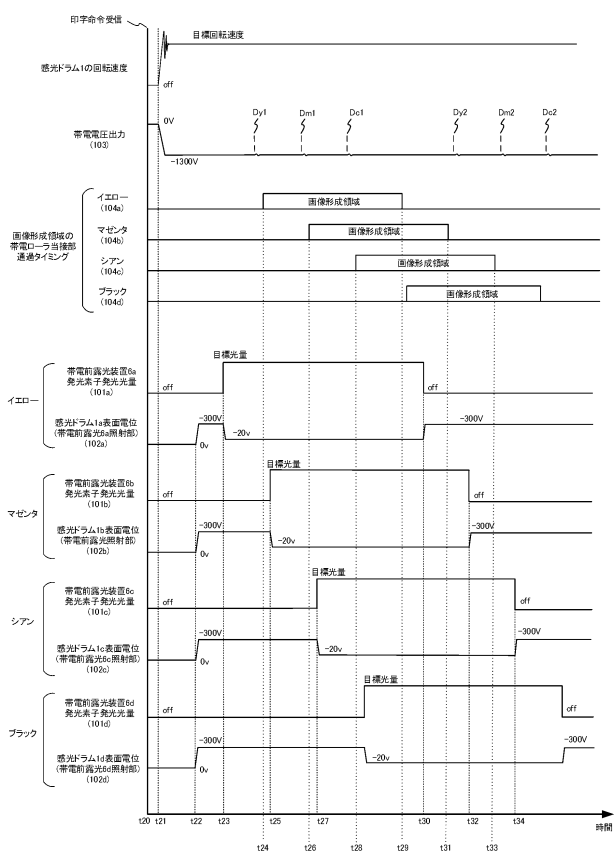 印字命令受信
目標回転速度
感光ドラム1の回転速度
off
Dy1 Dm1 Dc1 Dy2 Dm2 Dc2
0V
帯電電圧出力
(103)
-1300V
イエロー
(104a)
画像形成領域
マゼンタ
(104b)
画像形成領域
画像形成領域の
帯電ローラ当接部
通過タイミング
シアン
(104c)
画像形成領域
ブラック
(104d)
画像形成領域
目標光量
イエロー
帯電前露光装置6a
発光素子発光光量
(101a)
off
off
感光ドラム1a表面電位
(帯電前露光6a照射部)
(102a)
-300V
0v
-20v
-300V
目標光量
マゼンタ
帯電前露光装置6b
発光素子発光光量
(101b)
off
off
感光ドラム1b表面電位
(帯電前露光照射部)
(102b)
-300V
0v
-20v
-300V
目標光量
シアン
帯電前露光装置6c
発光素子発光光量
(101c)
off
off
感光ドラム1c表面電位
(帯電前露光6c照射部)
(102c)
-300V
0v
-20v
-300V
目標光量
ブラック
帯電前露光装置6d
発光素子発光光量
(101d)
off
off
感光ドラム1d表面電位
(帯電前露光6d照射部)
(102d)
-300V
0v
-20v
-300V
t20 t21 t22 t23 t25 t27 t30 t32 t34
時間
t24 t26 t28 t29 t31 t33